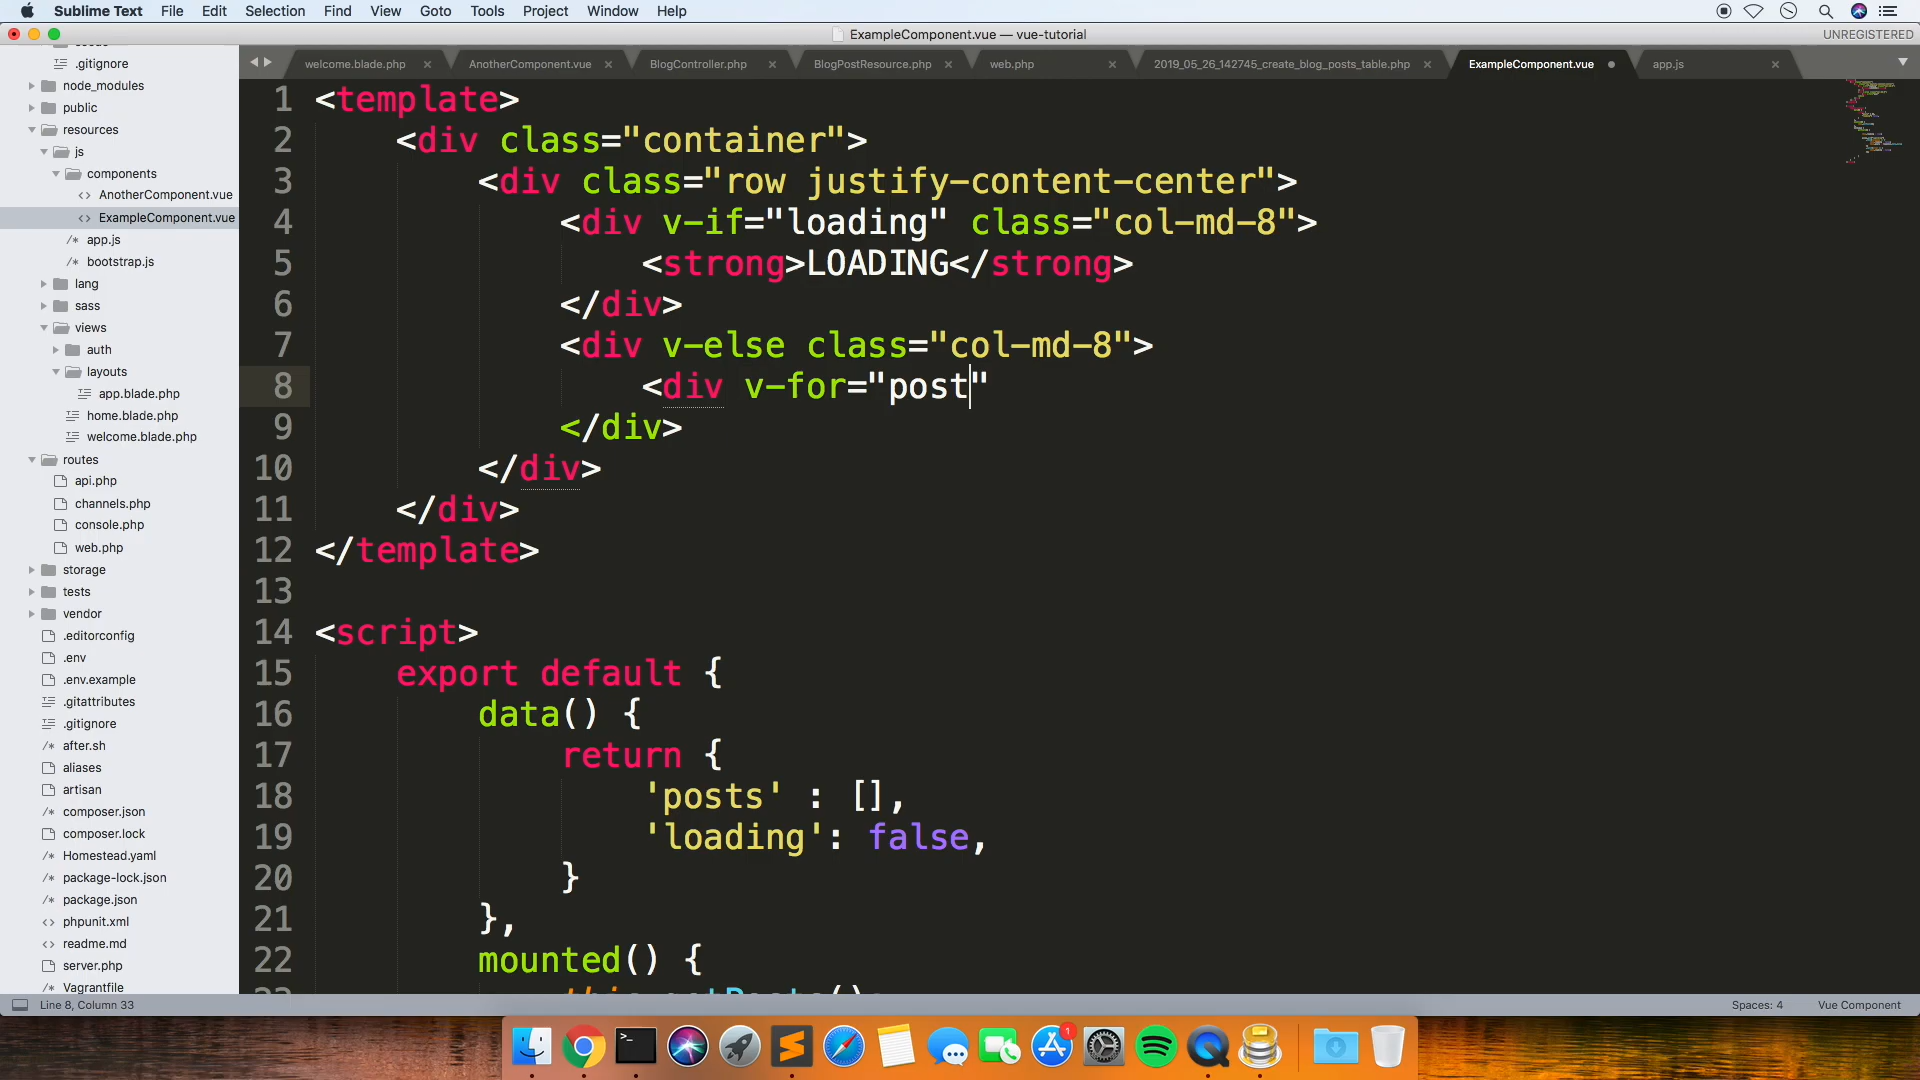 Sublime Text File Edit Selection Find View Goto Tools Project Window Help
ExampleComponent.vue — vue-tutorial
UNREGISTERED
welcome.blade.php
AnotherComponent.vue
BlogController.php
BlogPostResource.php
web.php
2019_05_26_142745_create_blog_posts_table.php
ExampleComponent.vue
app.js
.gitignore
node_modules
public
resources
js
components
AnotherComponent.vue
ExampleComponent.vue
app.js
bootstrap.js
lang
sass
views
auth
layouts
app.blade.php
home.blade.php
welcome.blade.php
routes
api.php
channels.php
console.php
web.php
storage
tests
vendor
.editorconfig
.env
.env.example
.gitattributes
.gitignore
after.sh
aliases
artisan
composer.json
composer.lock
Homestead.yaml
package-lock.json
package.json
phpunit.xml
readme.md
server.php
Vagrantfile
1 <template>
2 <div class="container">
3 <div class="row justify-content-center">
4 <div v-if="loading" class="col-md-8">
5 <strong>LOADING</strong>
6 </div>
7 <div v-else class="col-md-8">
8 <div v-for="post"
9 </div>
10 </div>
11 </div>
12 </template>
13
14 <script>
15 export default {
16 data() {
17 return {
18 'posts' : [],
19 'loading': false,
20 }
21 },
22 mounted() {
Line 8, Column 33
Spaces: 4
Vue Component
1